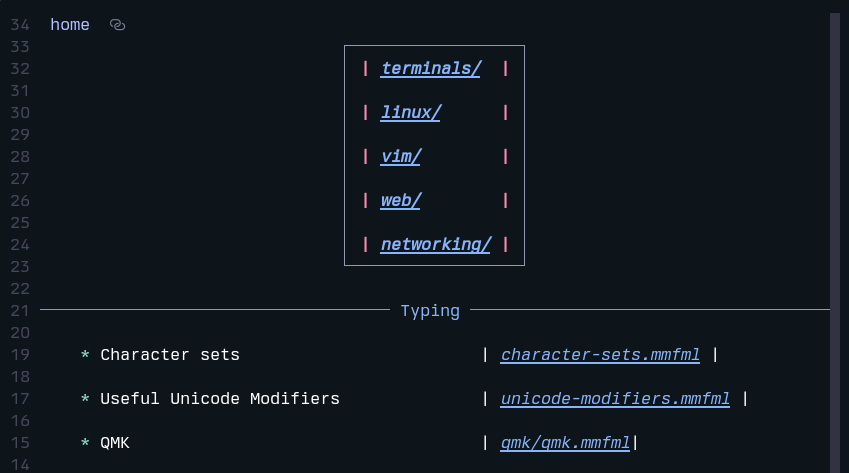 34 home
33
32 | terminals/ |
31
30 | linux/ |
29
28 | vim/ |
27
26 | web/ |
25
24 | networking/ |
23
22
21 Typing
20
19 * Character sets | character-sets.mmfml |
18
17 * Useful Unicode Modifiers | unicode-modifiers.mmfml |
16
15 * QMK | qmk/qmk.mmfml|
14